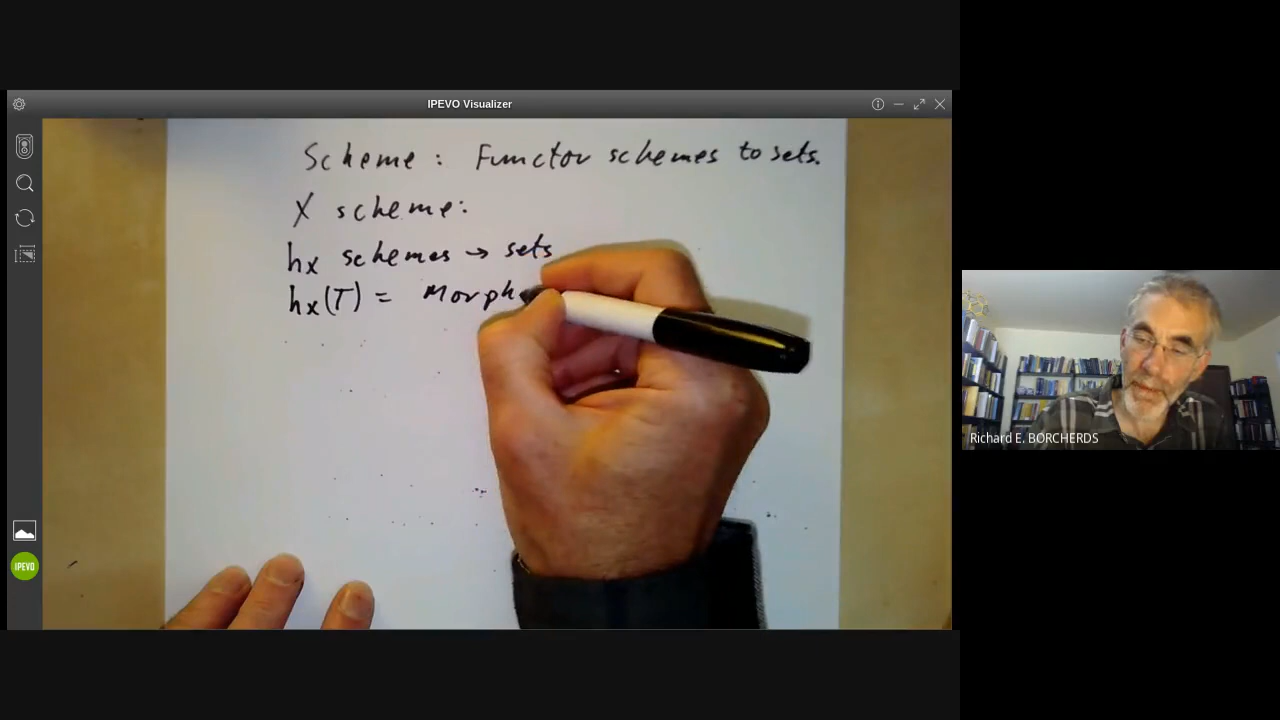 IPEVO Visualizer
Scheme : Functor schemes to sets.
X scheme:
hx schemes → sets
hx(T) = Morph
IPEVO
Richard E. BORCHERDS